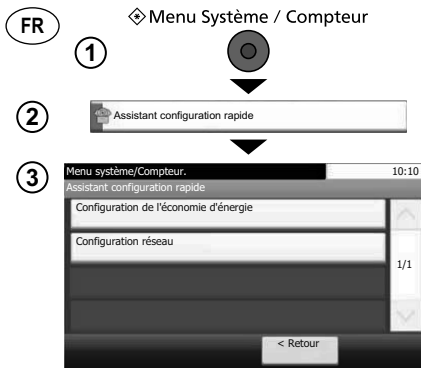 FR
Menu Système / Compteur
1
2
Assistant configuration rapide
3
Menu système/Compteur.
10:10
Assistant configuration rapide
Configuration de l'économie d'énergie
Configuration réseau
1/1
< Retour